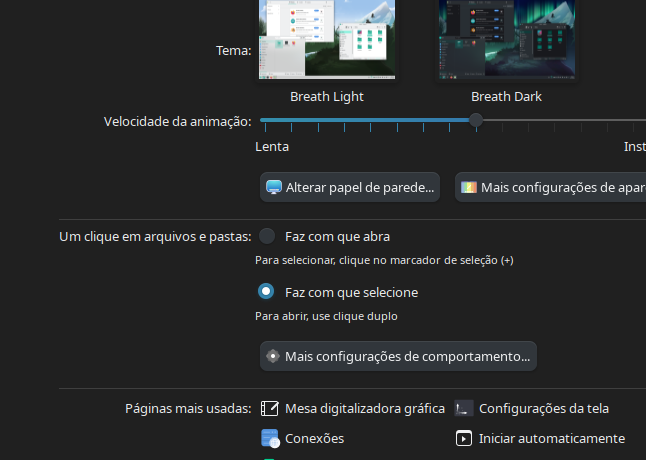 Tema:
Breath Light
Breath Dark
Velocidade da animação:
Lenta
Inst
Alterar papel de parede...
Mais configurações de apar
Um clique em arquivos e pastas:
Faz com que abra
Para selecionar, clique no marcador de seleção (+)
Faz com que selecione
Para abrir, use clique duplo
Mais configurações de comportamento...
Páginas mais usadas:
Mesa digitalizadora gráfica
Configurações da tela
Conexões
Iniciar automaticamente